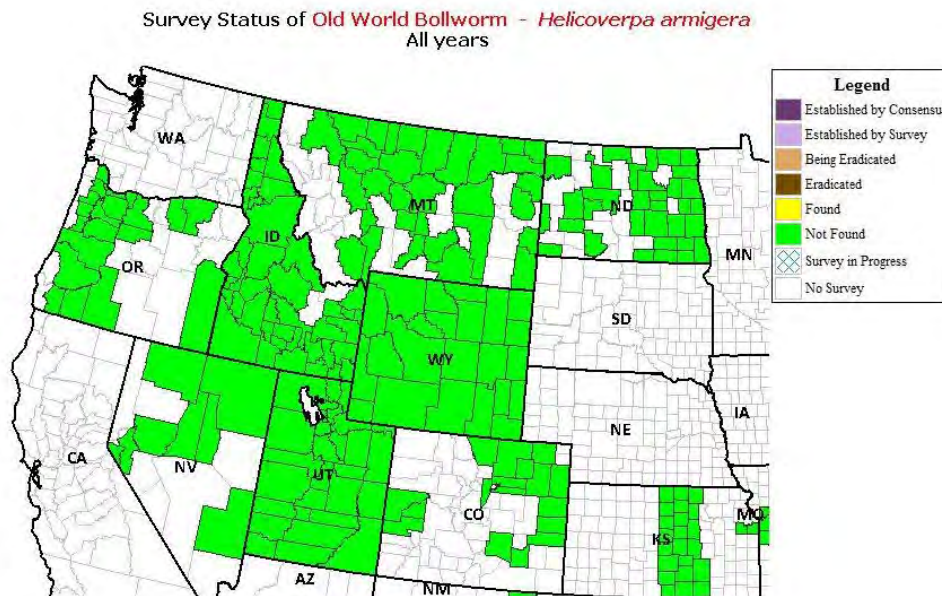 Survey Status of Old World Bollworm - Helicoverpa armigera
All years
Legend
Established by Consensu
Established by Survey
Being Eradicated
Eradicated
Found
Not Found
Survey in Progress
No Survey
WA
MT
ND
MN
OR
ID
SD
WY
IA
NE
CA
NV
UT
CO
KS
MO
AZ
NM